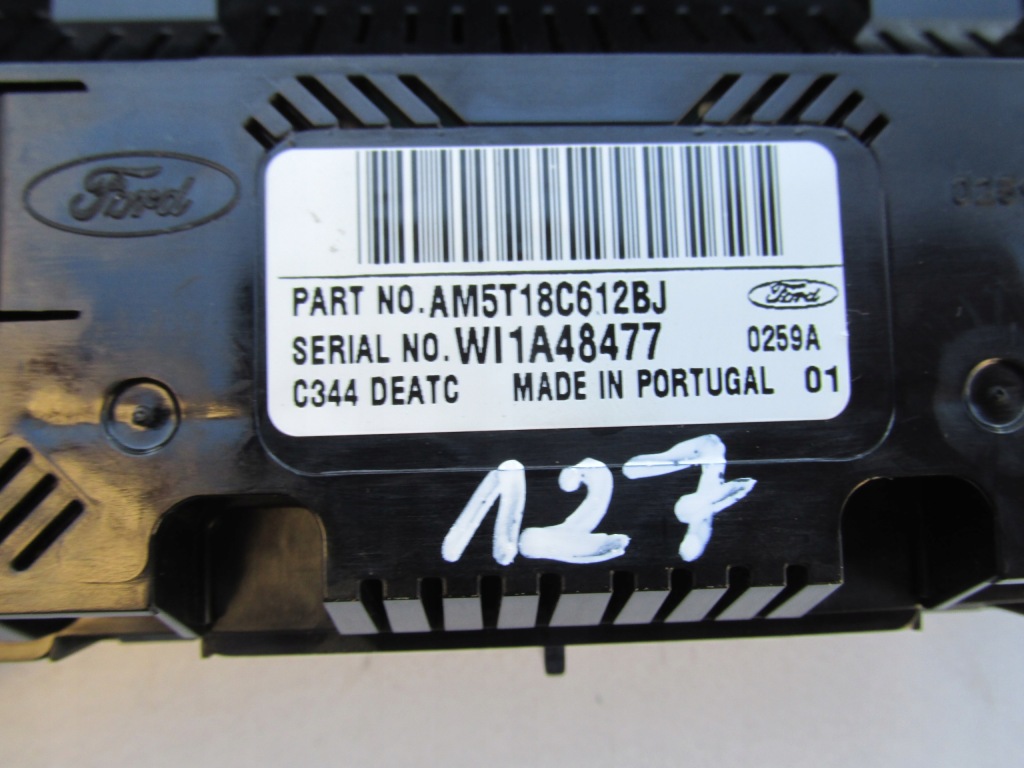 Ford
PART NO. AM5T18C612BJ
Ford
SERIAL NO. WI1A48477
0259A
C344 DEATC MADE IN PORTUGAL 01
127